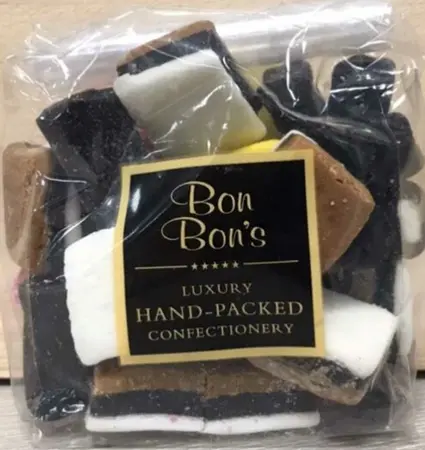 Bon
Bon's
LUXURY
HAND-PACKED
CONFECTIONERY